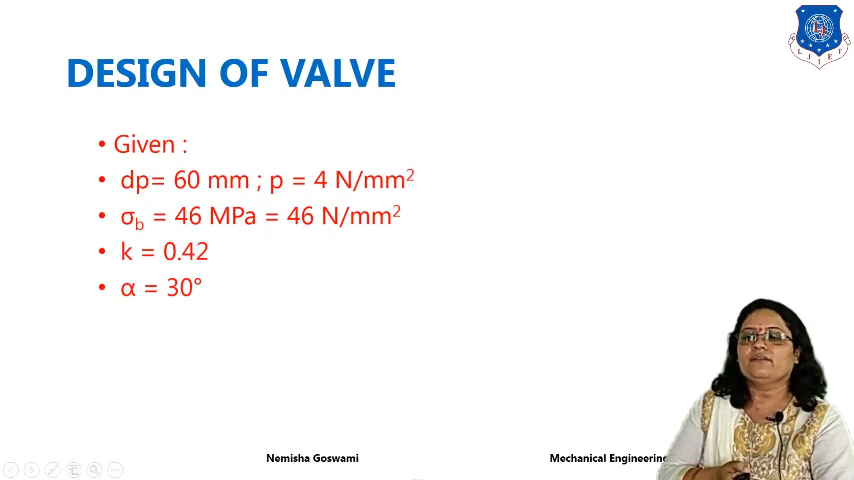 DESIGN OF VALVE
• Given :
• dp= 60 mm ; p = 4 N/mm²
• σb = 46 MPa = 46 N/mm²
• k = 0.42
• α = 30°
Nemisha Goswami
Mechanical Engineering
L J I E T